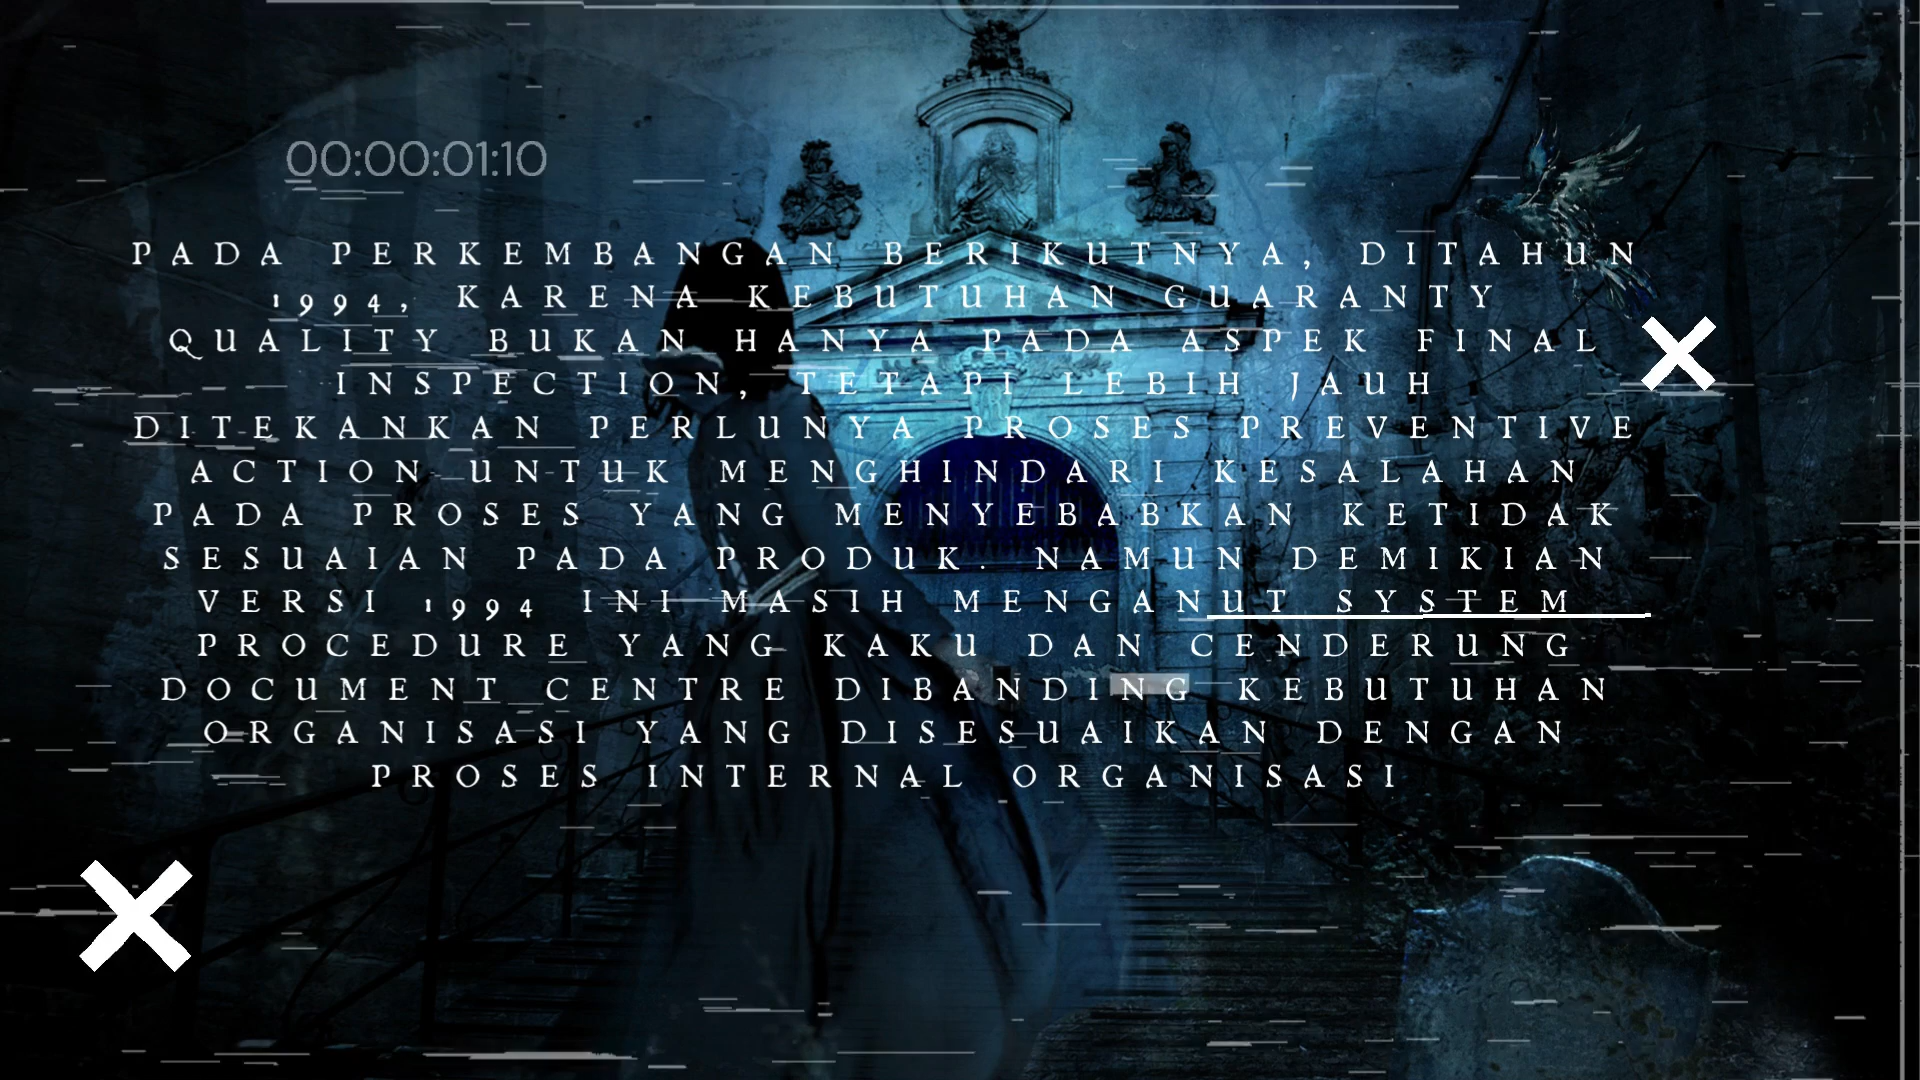 00:00:01:10
PADA PERKEMBANGAN BERIKUTNYA, DITAHUN
1994, KARENA KEBUTUHAN GUARANTY
QUALITY BUKAN HANYA PADA ASPEK FINAL
INSPECTION, TETAPI LEBIH JAUH
DITEKANKAN PERLUNYA PROSES PREVENTIVE
ACTION UNTUK MENGHINDARI KESALAHAN
PADA PROSES YANG MENYEBABKAN KETIDAK
SESUAIAN PADA PRODUK. NAMUN DEMIKIAN
VERSI 1994 INI MASIH MENGANUT SYSTEM
PROCEDURE YANG KAKU DAN CENDERUNG
DOCUMENT CENTRE DIBANDING KEBUTUHAN
ORGANISASI YANG DISESUAIKAN DENGAN
PROSES INTERNAL ORGANISASI